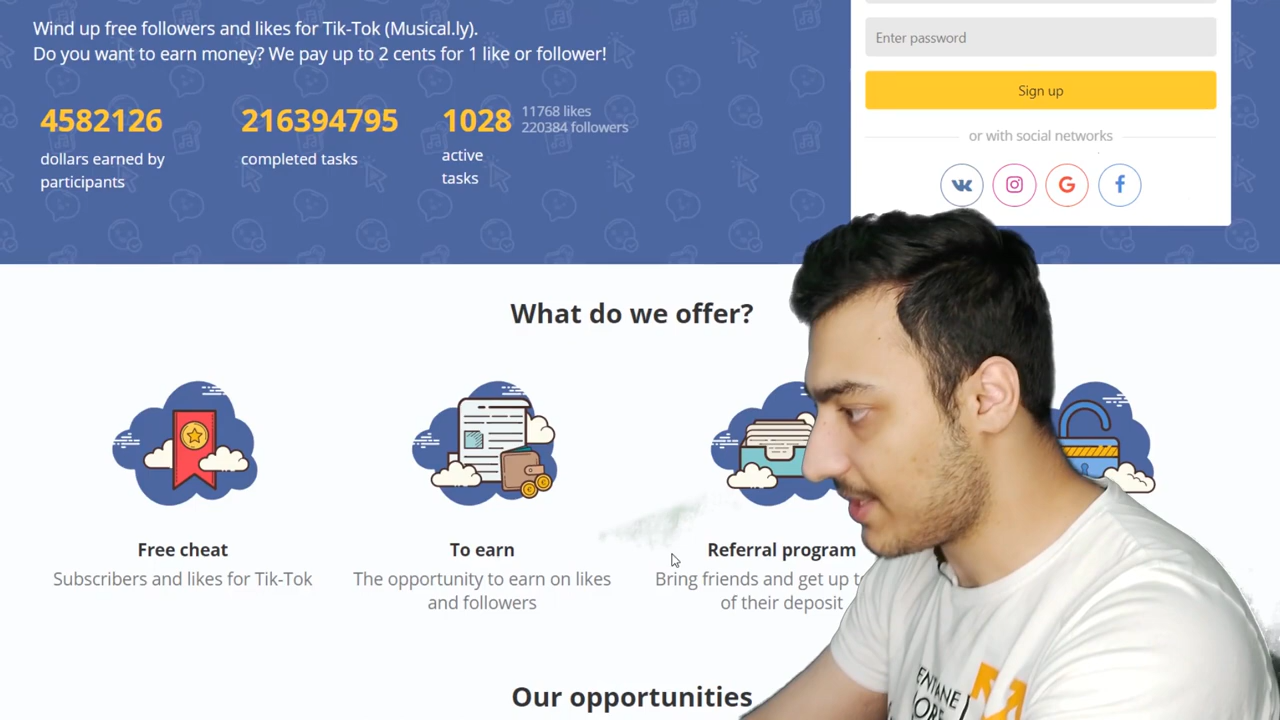 Wind up free followers and likes for Tik-Tok (Musical.ly).
Do you want to earn money? We pay up to 2 cents for 1 like or follower!
4582126
dollars earned by
participants
216394795
completed tasks
1028
11768 likes
220384 followers
active
tasks
Enter password
Sign up
or with social networks
What do we offer?
Free cheat
Subscribers and likes for Tik-Tok
To earn
The opportunity to earn on likes
and followers
Referral program
Bring friends and get up
of their deposit
Our opportunities